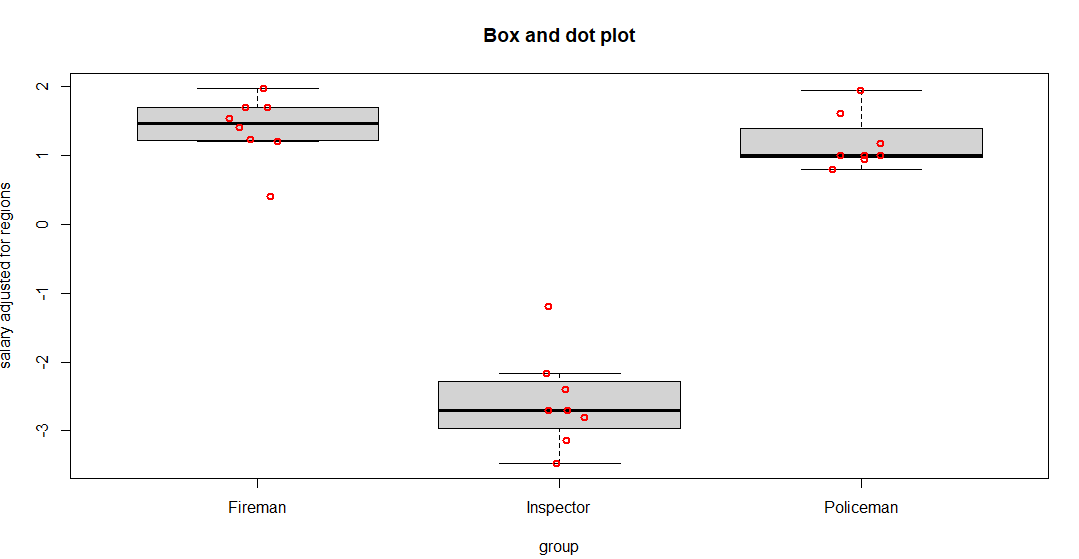 Box and dot plot
salary adjusted for regions
2
1
0
-1
-2
-3
Fireman Inspector Policeman
group